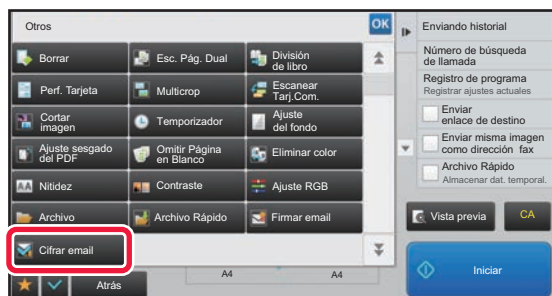 Otros
OK
Borrar
Esc. Pág. Dual
División
de libro
Perf. Tarjeta
Multicrop
Escanear
Tarj.Com.
Cortar
imagen
Temporizador
Ajuste
del fondo
Ajuste sesgado
del PDF
Omitir Página
en Blanco
Eliminar color
AA Nitidez
Contraste
Ajuste RGB
Archivo
Archivo Rápido
Firmar email
Cifrar email
Atrás
A4
A4
Enviando historial
Número de búsqueda
de llamada
Registro de programa
Registrar ajustes actuales
Enviar
enlace de destino
Enviar misma imagen
como dirección fax
Archivo Rápido
Almacenar dat. temporal.
Vista previa
CA
Iniciar